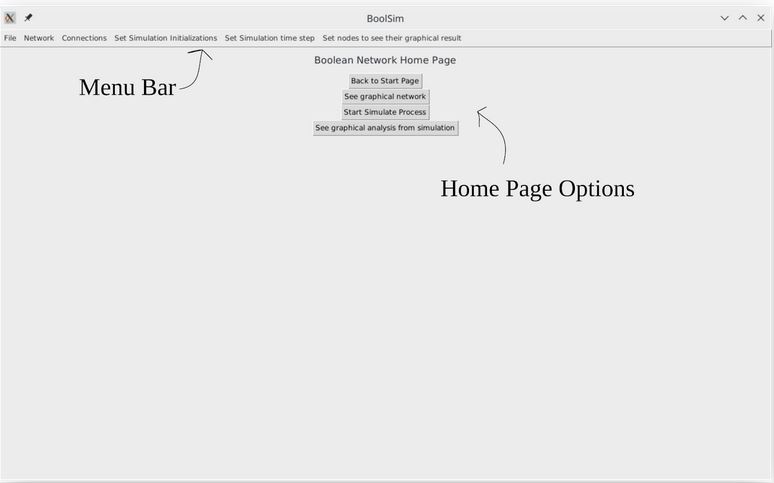 BoolSim
File Network Connections Set Simulation Initializations Set Simulation time step Set nodes to see their graphical result
Boolean Network Home Page
Menu Bar
Back to Start Page
See graphical network
Start Simulate Process
See graphical analysis from simulation
Home Page Options